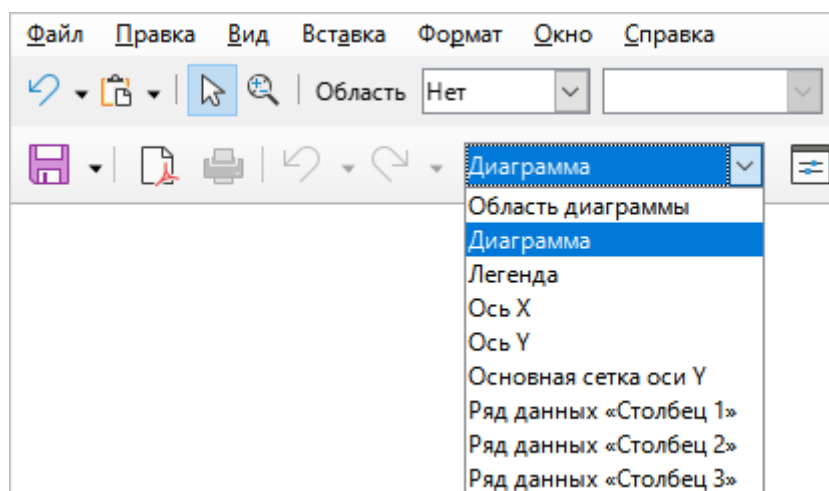 Файл Правка Вид Вставка Формат Окно Справка
Область Нет
Диаграмма
Область диаграммы
Диаграмма
Легенда
Ось X
Ось Y
Основная сетка оси Y
Ряд данных «Столбец 1»
Ряд данных «Столбец 2»
Ряд данных «Столбец 3»